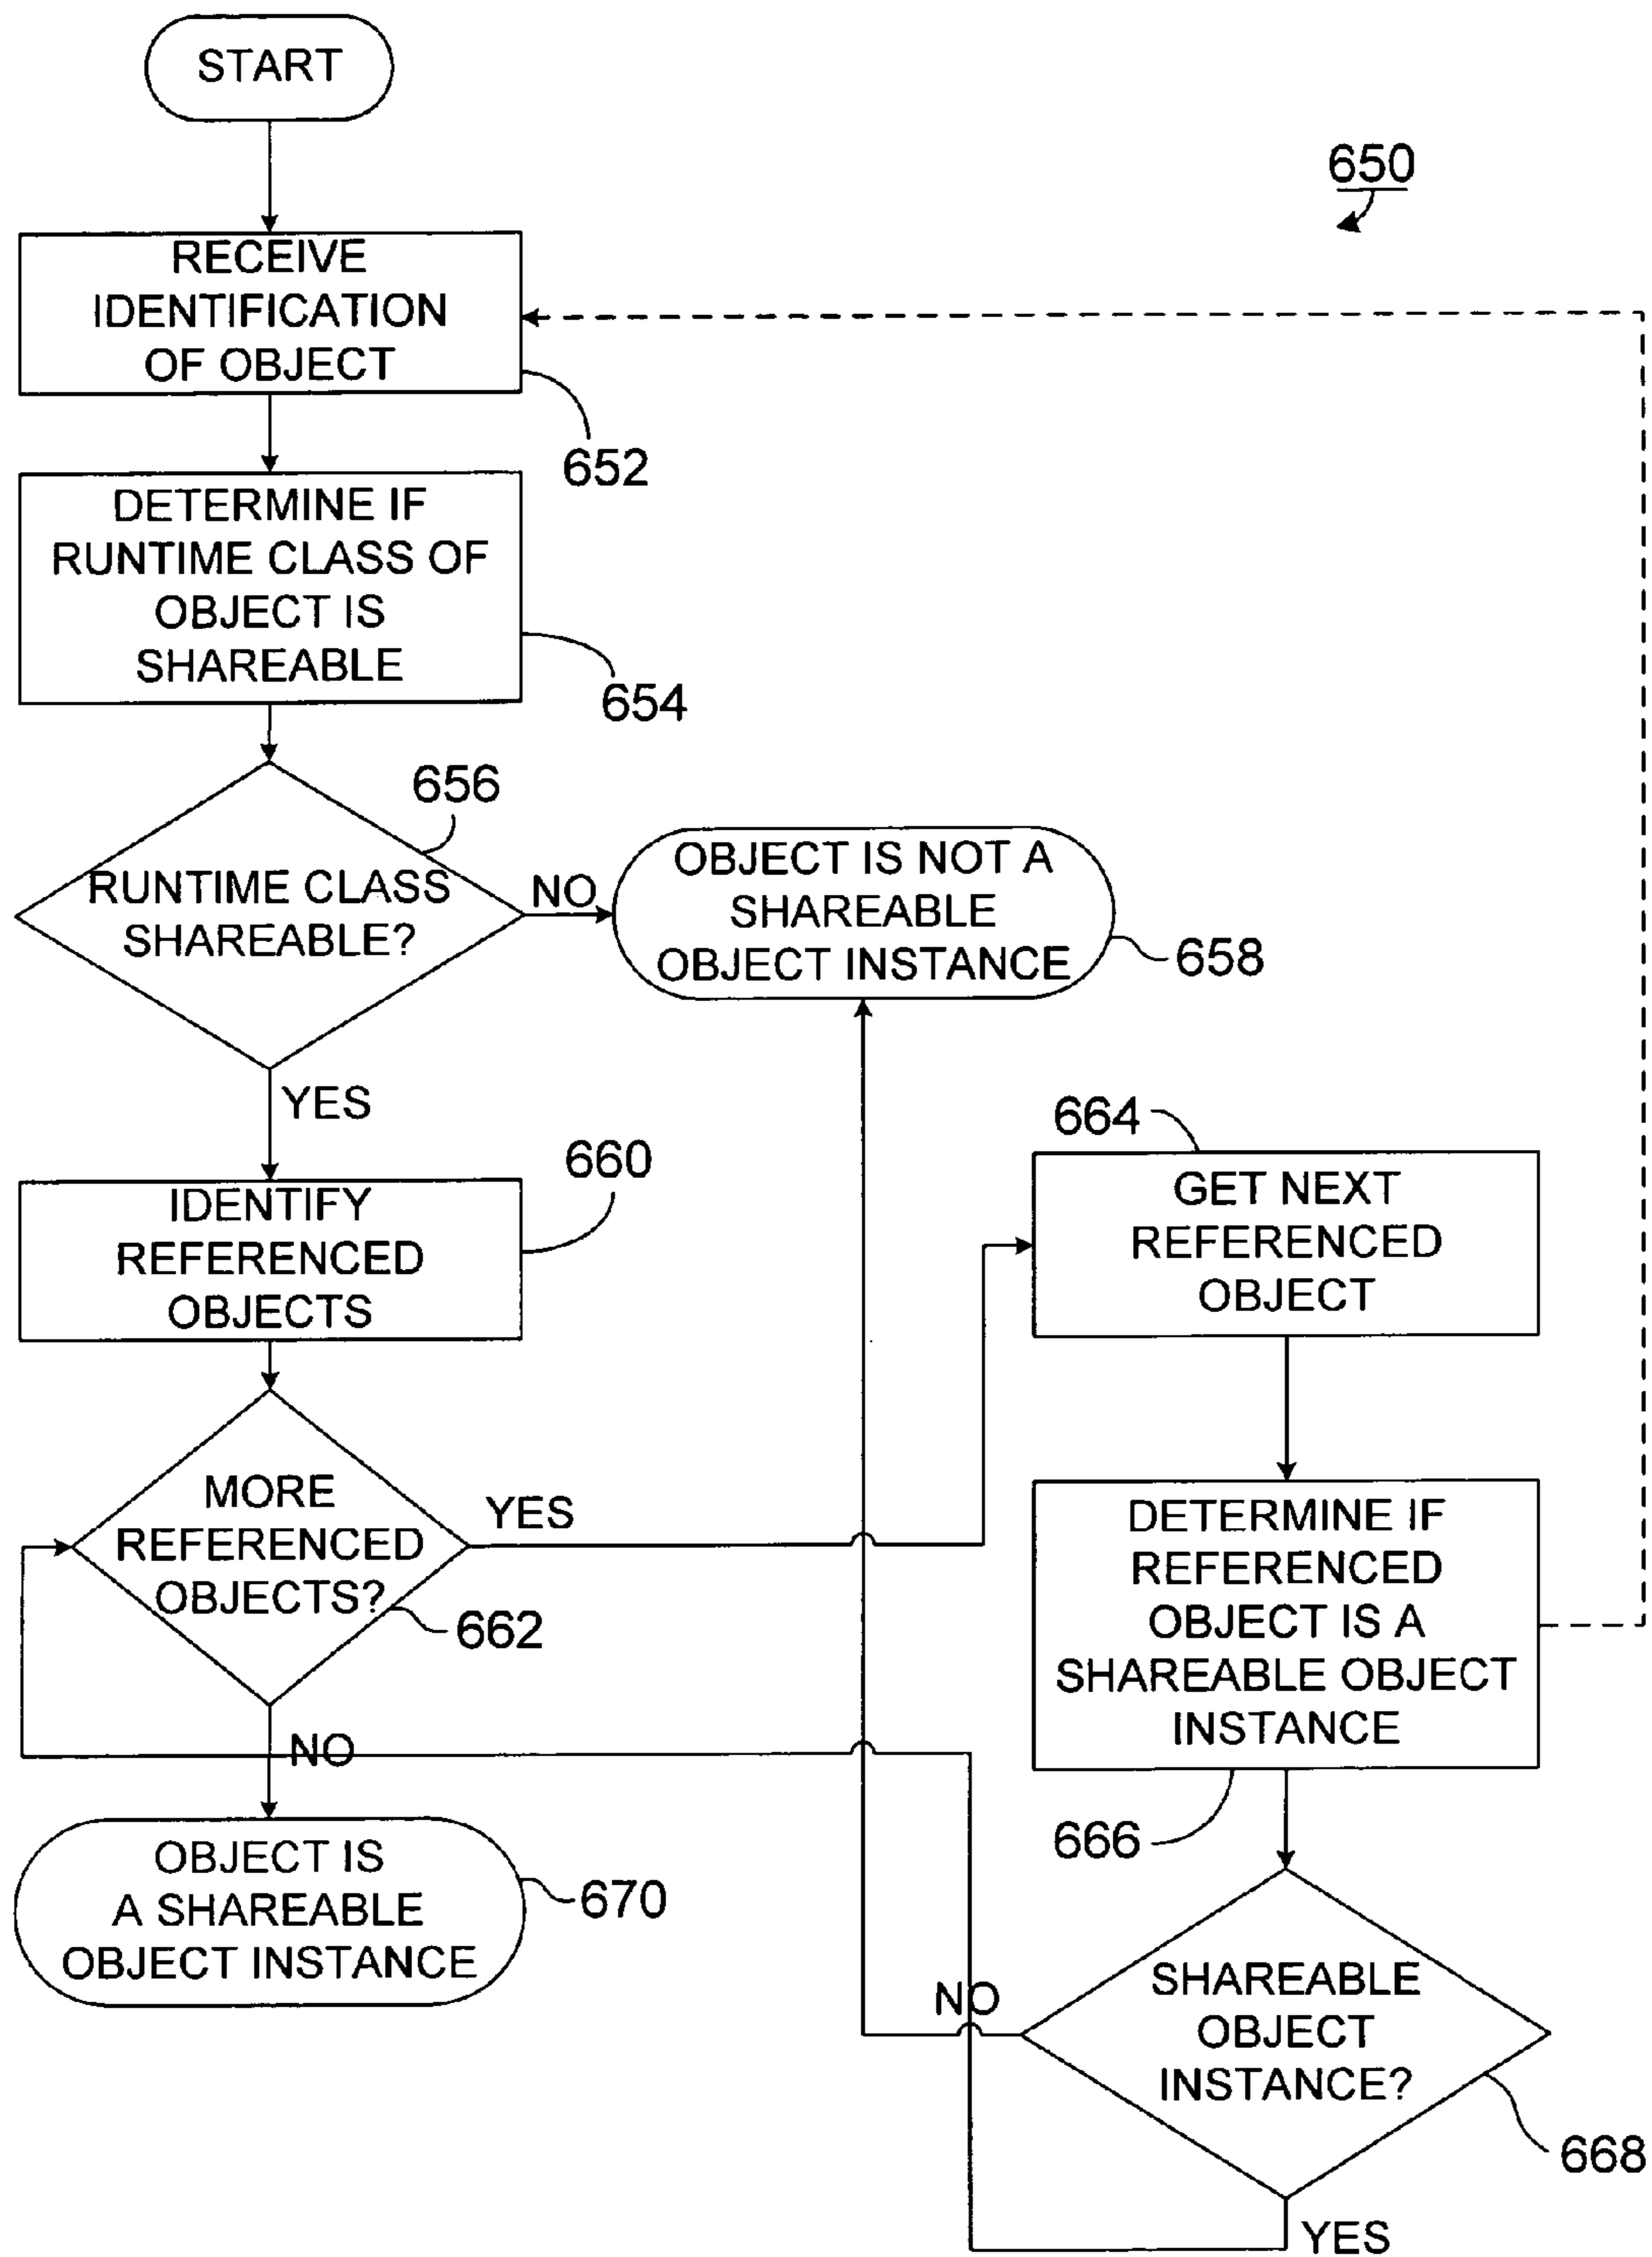 START
650
RECEIVE
IDENTIFICATION
OF OBJECT
652
DETERMINE IF
RUNTIME CLASS OF
OBJECT IS
SHAREABLE
654
656
RUNTIME CLASS
SHAREABLE?
NO
OBJECT IS NOT A
SHAREABLE
OBJECT INSTANCE
658
YES
660
IDENTIFY
REFERENCED
OBJECTS
664
GET NEXT
REFERENCED
OBJECT
MORE
REFERENCED
OBJECTS?
662
YES
DETERMINE IF
REFERENCED
OBJECT IS A
SHAREABLE OBJECT
INSTANCE
666
NO
OBJECT IS
A SHAREABLE
OBJECT INSTANCE
670
NO
SHAREABLE
OBJECT
INSTANCE?
668
YES